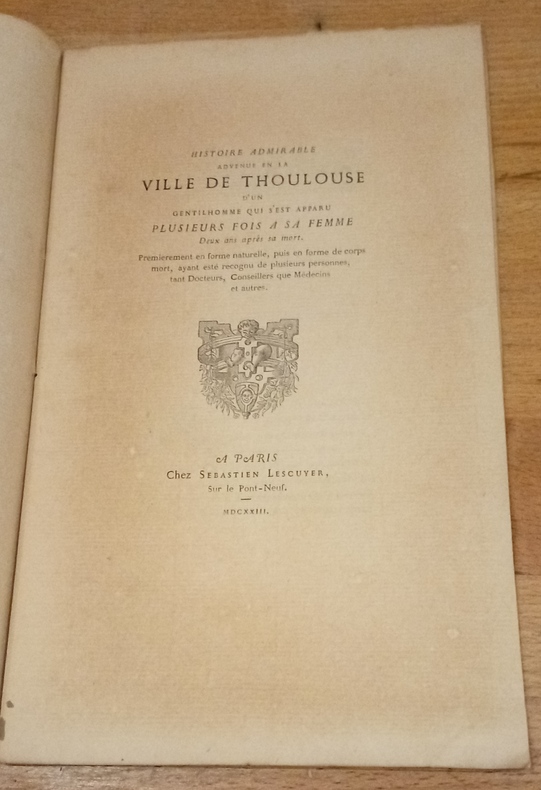 HISTOIRE ADMIRABLE
ADVENUE EN LA
VILLE DE THOULOUSE
D'UN
GENTILHOMME QUI S'EST APPARU
PLUSIEURS FOIS A SA FEMME
Deux ans après sa mort.
Premierement en forme naturelle, puis en forme de corps
mort, ayant esté recognu de plusieurs personnes,
tant Docteurs, Conseillers que Médecins
et autres.
A PARIS
Chez SEBASTIEN LESCUYER,
Sur le Pont-Neuf.
MDCXXIII.